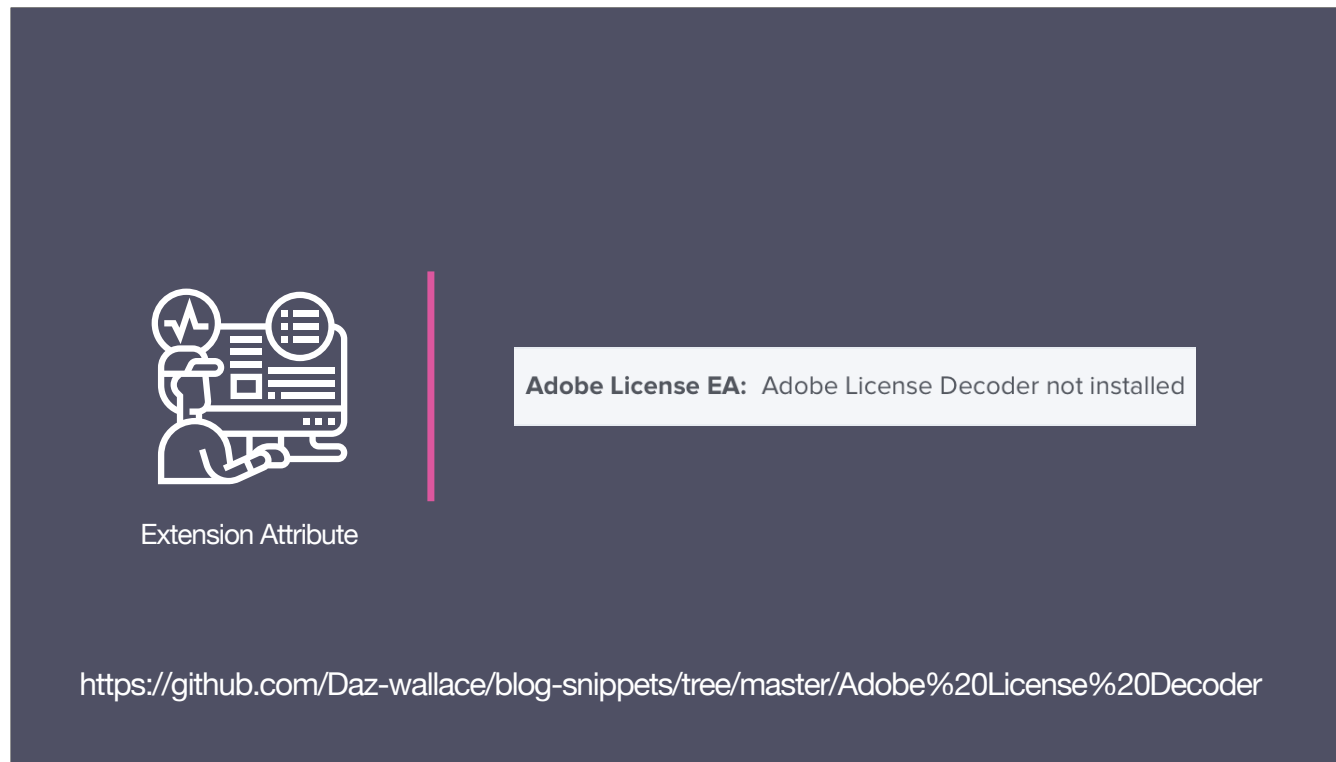 Adobe License EA: Adobe License Decoder not installed
Extension Attribute
https://github.com/Daz-wallace/blog-snippets/tree/master/Adobe%20License%20Decoder